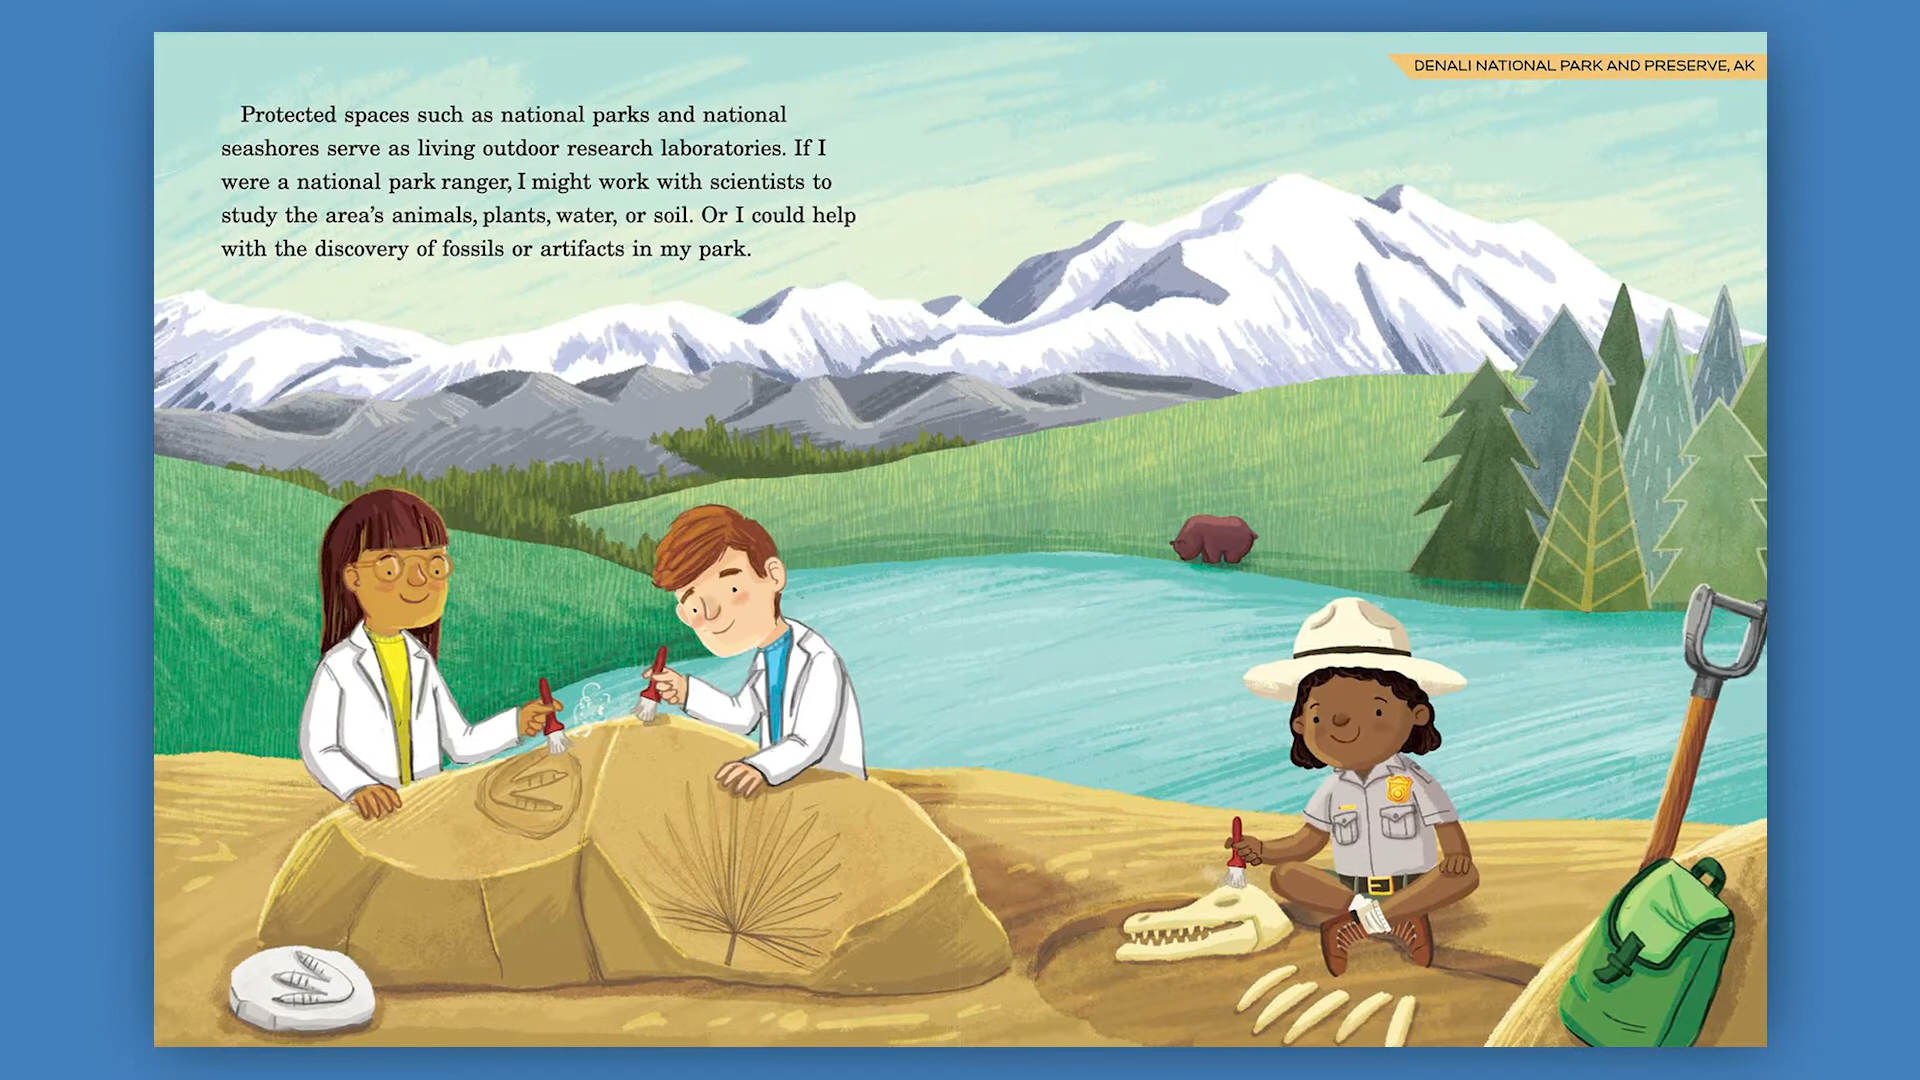 DENALI NATIONAL PARK AND PRESERVE, AK
Protected spaces such as national parks and national
seashores serve as living outdoor research laboratories. If I
were a national park ranger, I might work with scientists to
study the area's animals, plants, water, or soil. Or I could help
with the discovery of fossils or artifacts in my park.